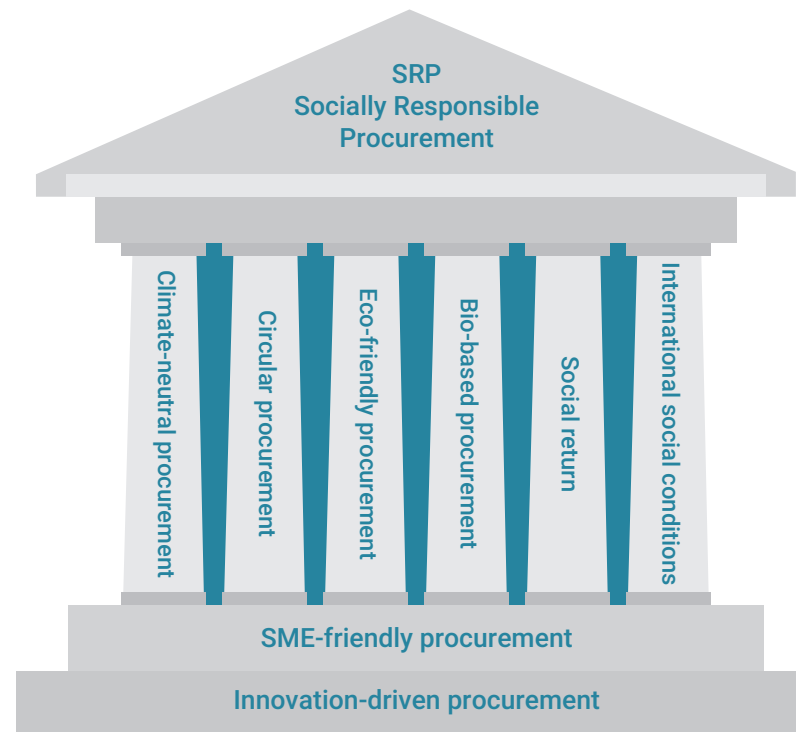 SRP
Socially Responsible
Procurement
Climate-neutral procurement
Circular procurement
Eco-friendly procurement
Bio-based procurement
Social return
International social conditions
SME-friendly procurement
Innovation-driven procurement